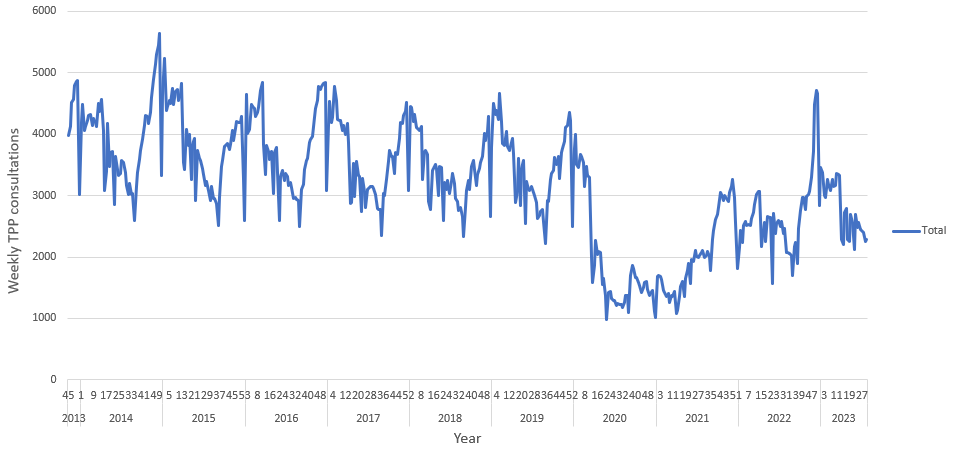 6000
5000
4000
3000
2000
1000
0
Weekly TPP consultations
Total
45 1 9 17 25 33 41 49 5 13 21 29 37 45 53 8 16 24 32 40 48 4 12 20 28 36 44 52 8 16 24 32 40 48 4 12 20 28 36 44 52 8 16 24 32 40 48 3 11 19 27 35 43 51 7 15 23 31 39 47 3 11 19 27
2013 2014 2015 2016 2017 2018 2019 2020 2021 2022 2023
Year